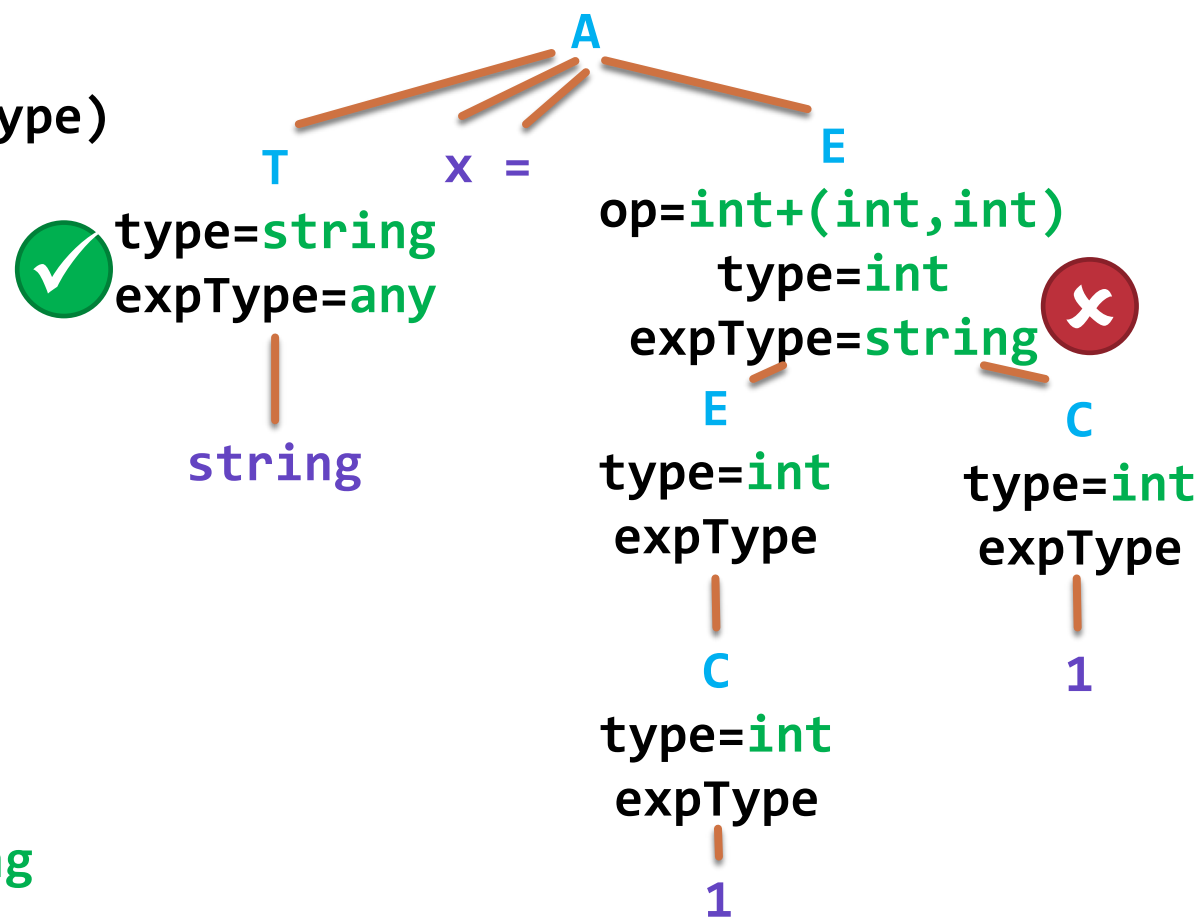 A
ype)
T
x =
E
type=string
expType=any
op=int+(int,int)
type=int
expType=string
string
E
type=int
expType
C
type=int
expType
C
type=int
expType
1
1
g